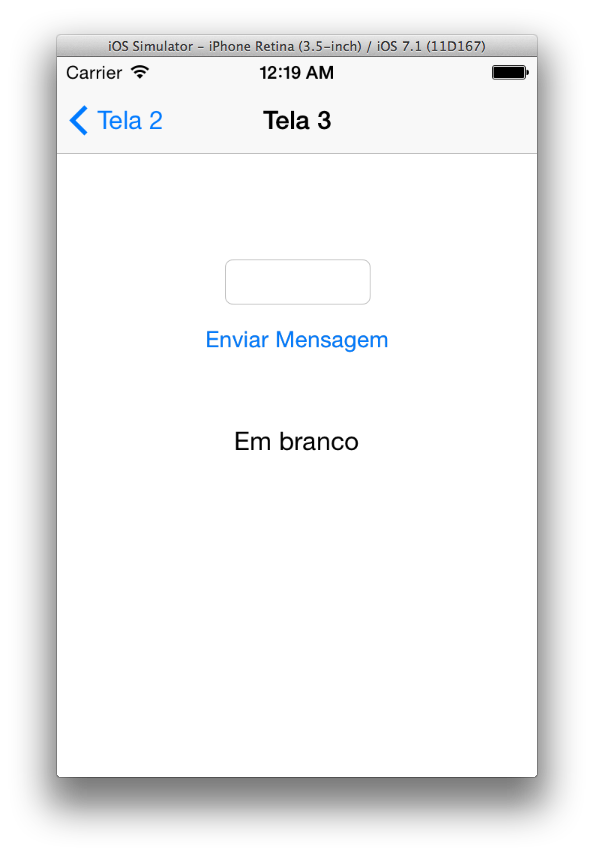 iOS Simulator – iPhone Retina (3.5-inch) / iOS 7.1 (11D167)
Carrier 12:19 AM
Tela 2 Tela 3
Enviar Mensagem
Em branco